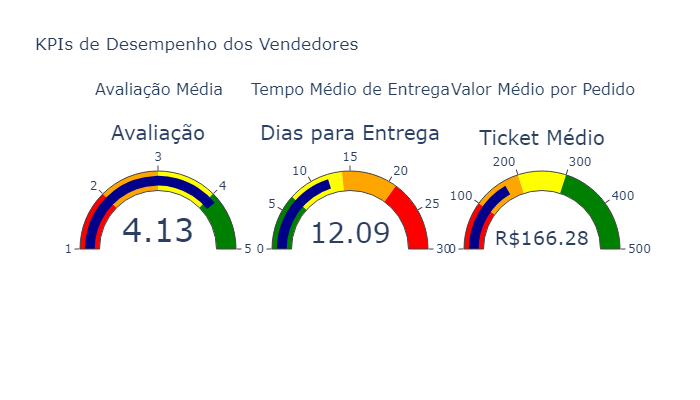 KPIs de Desempenho dos Vendedores
Avaliação Média
Tempo Médio de Entrega
Valor Médio por Pedido
Avaliação
Dias para Entrega
Ticket Médio
1
2
3
4
5
4.13
0
5
10
15
20
25
30
12.09
0
100
200
300
400
500
R$166.28